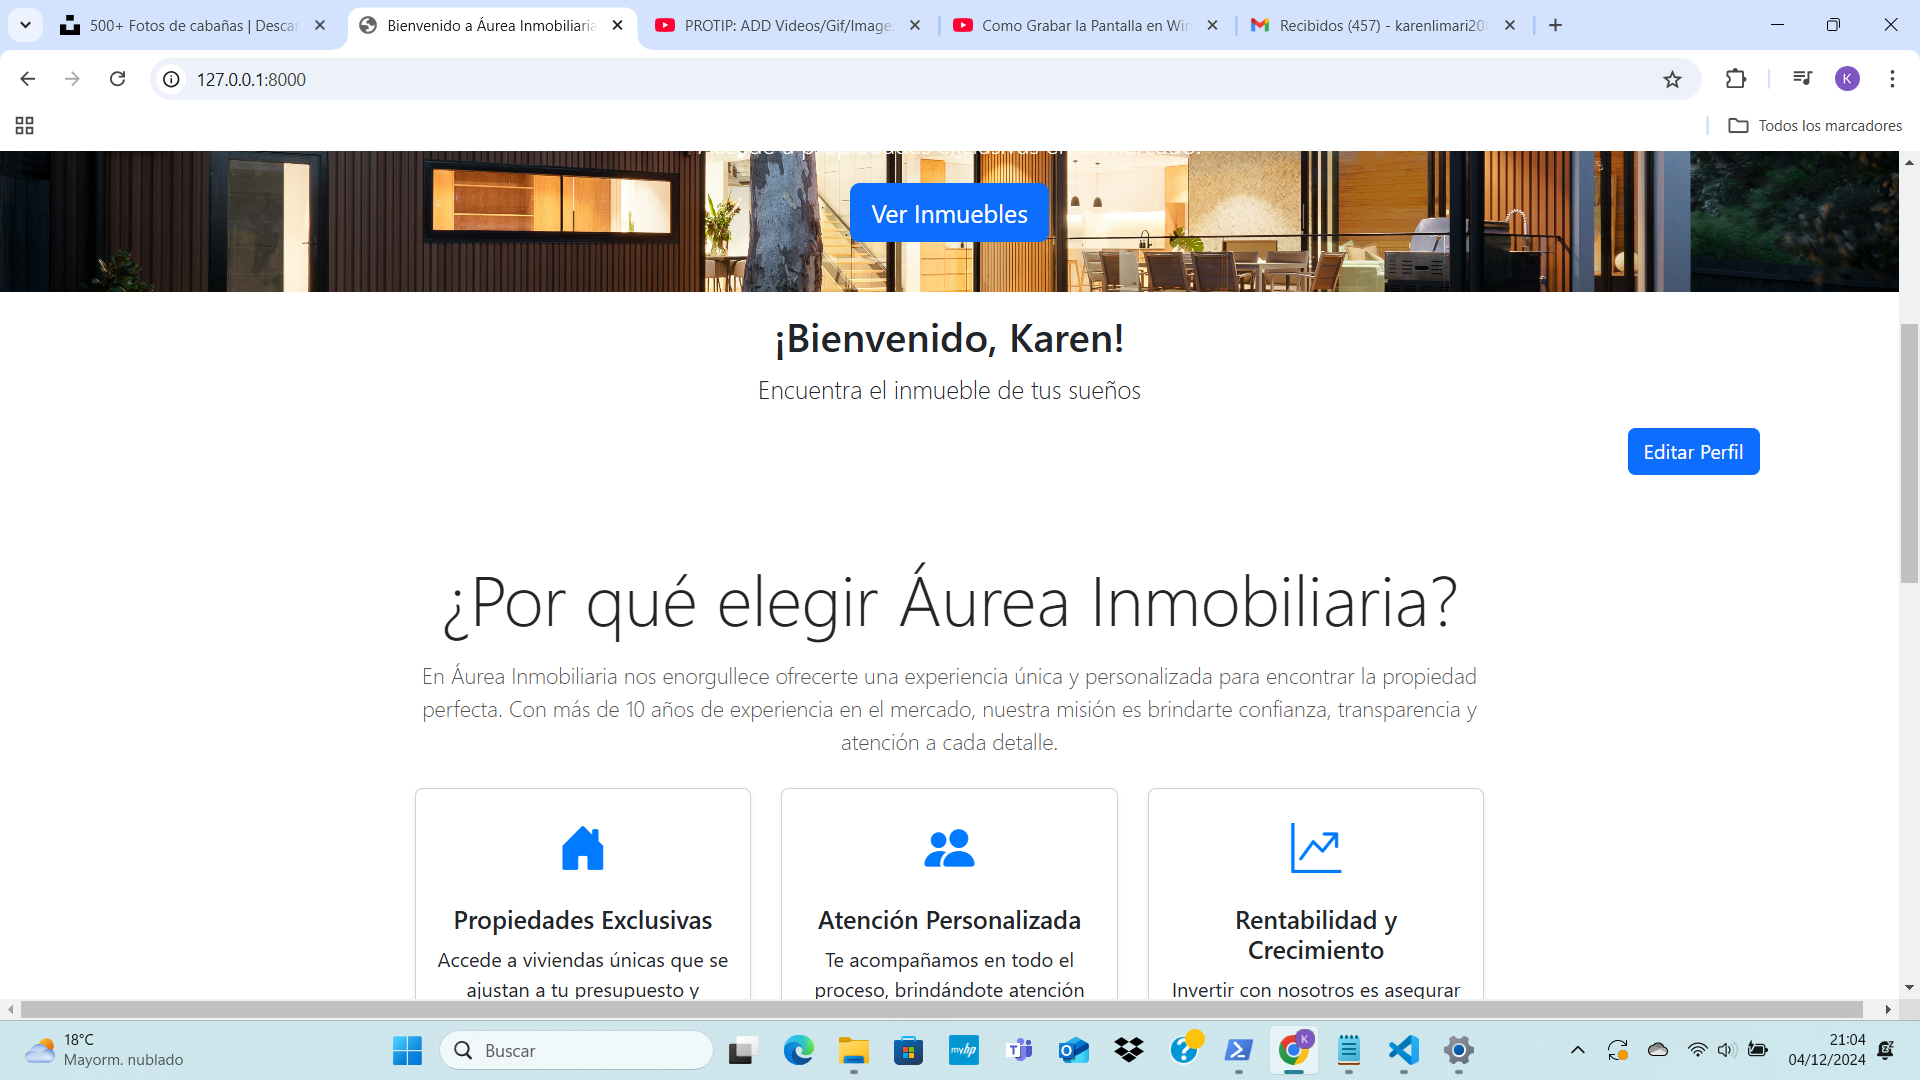 500+ Fotos de cabañas | Descar
Bienvenido a Áurea Inmobiliaria
PROTIP: ADD Videos/Gif/Image
Como Grabar la Pantalla en Win
Recibidos (457) - karenlimari20
127.0.0.1:8000
K
Todos los marcadores
Ver Inmuebles
¡Bienvenido, Karen!
Encuentra el inmueble de tus sueños
Editar Perfil
¿Por qué elegir Áurea Inmobiliaria?
En Áurea Inmobiliaria nos enorgullece ofrecerte una experiencia única y personalizada para encontrar la propiedad
perfecta. Con más de 10 años de experiencia en el mercado, nuestra misión es brindarte confianza, transparencia y
atención a cada detalle.
Propiedades Exclusivas
Accede a viviendas únicas que se
ajustan a tu presupuesto y
Atención Personalizada
Te acompañamos en todo el
proceso, brindándote atención
Rentabilidad y
Crecimiento
Invertir con nosotros es asegurar
18°C
Mayorm. nublado
Buscar
myhp
K
21:04
04/12/2024